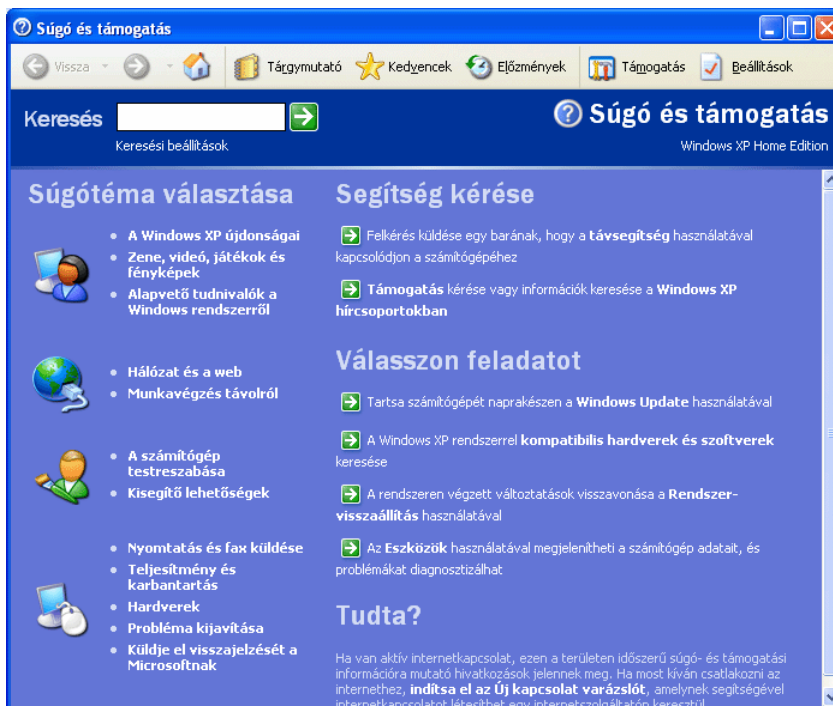 Súgó és támogatás
Vissza
Tárgymutató
Kedvencek
Előzmények
Támogatás
Beállítások
Keresés
Keresési beállítások
Súgó és támogatás
Windows XP Home Edition
Súgótéma választása
A Windows XP újdonságai
Zene, videó, játékok és
fényképek
Alapvető tudnivalók a
Windows rendszerről
Hálózat és a web
Munkavégzés távolról
A számítógép
testreszabása
Kisegítő lehetőségek
Nyomtatás és fax küldése
Teljesítmény és
karbantartás
Hardverek
Probléma kijavítása
Küldje el visszajelzését a
Microsoftnak
Segítség kérése
Felkérés küldése egy barának, hogy a távsegítség használatával
kapcsolódjon a számítógépéhez
Támogatás kérése vagy információk keresése a Windows XP
hírcsoportokban
Válasszon feladatot
Tartsa számítógépét naprakészen a Windows Update használatával
A Windows XP rendszerrel kompatibilis hardverek és szoftverek
keresése
A rendszeren végzett változtatások visszavonása a Rendszer-
visszaállítás használatával
Az Eszközök használatával megjelenítheti a számítógép adatait, és
problémákat diagnosztizálhat
Tudta?
Ha van aktív internetkapcsolat, ezen a területen időszerű súgó- és támogatási
információra mutató hivatkozások jelennek meg. Ha most kíván csatlakozni az
internethez, indítsa el az Új kapcsolat varázslót, amelynek segítségével
internetkapcsolatot létesíthet egy internetszolgáltatón keresztül.